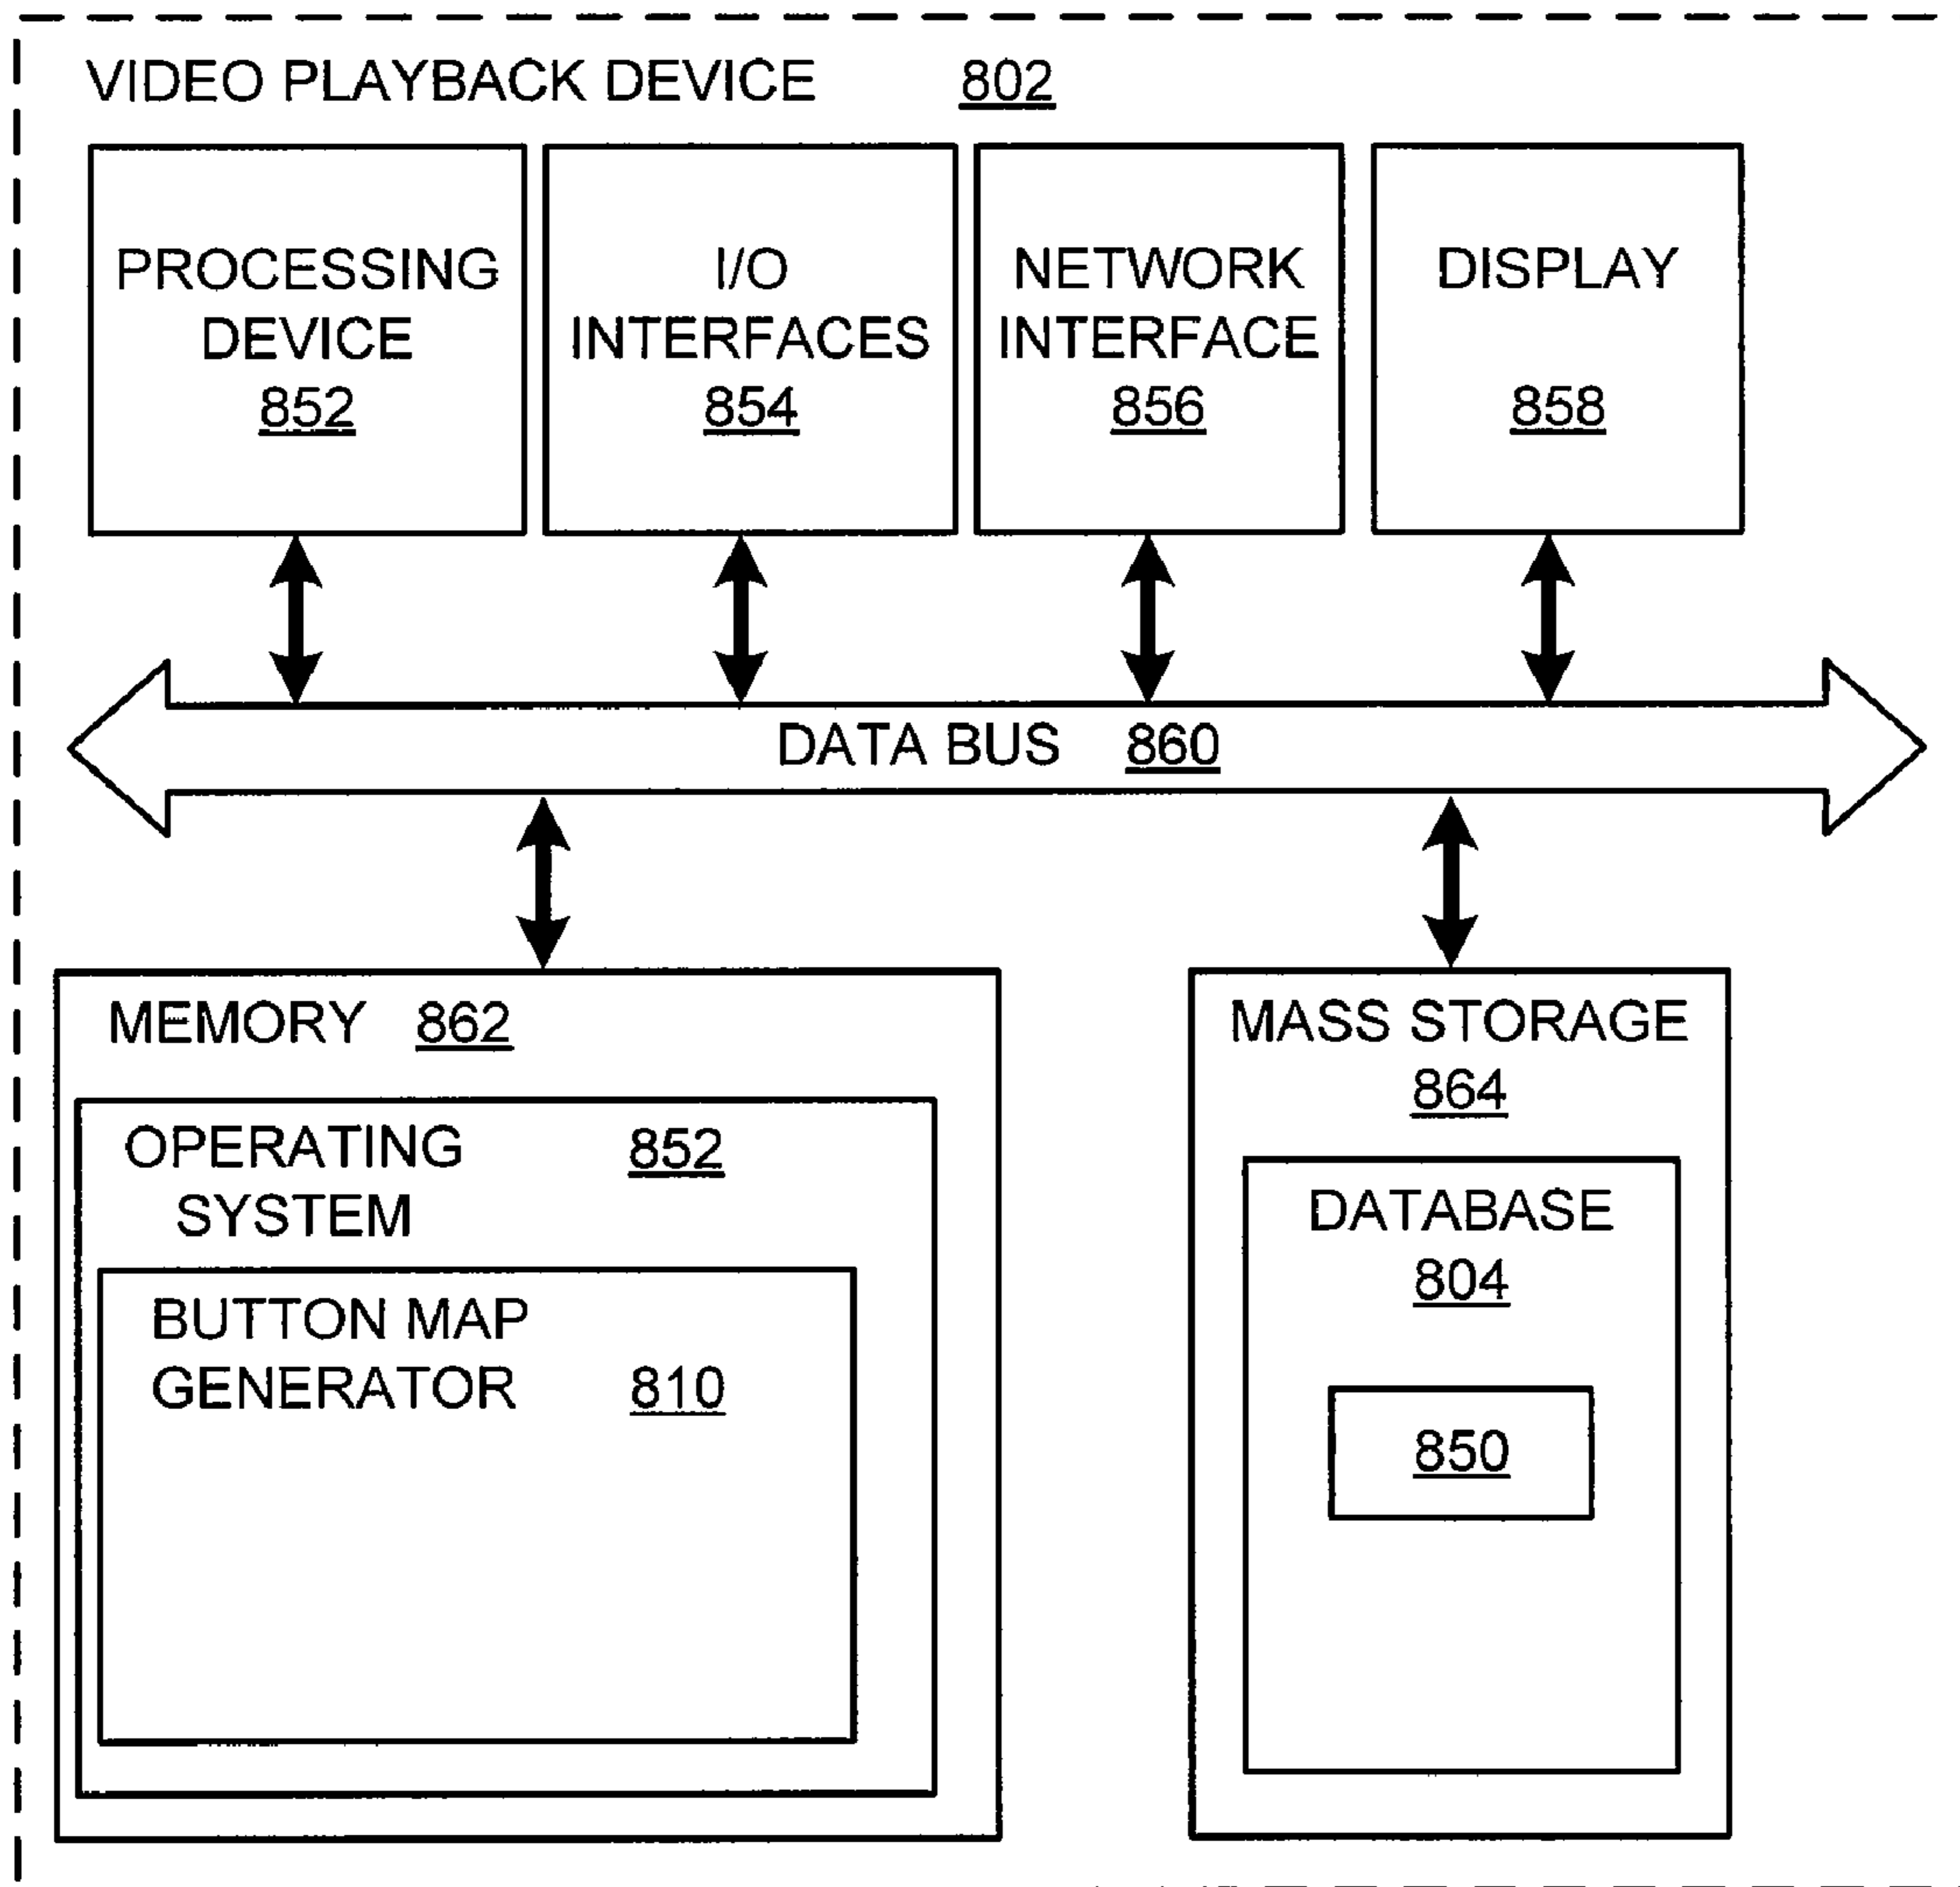 VIDEO PLAYBACK DEVICE 802
PROCESSING
DEVICE
852
I/O
INTERFACES
854
NETWORK
INTERFACE
856
DISPLAY
858
DATA BUS 860
MEMORY 862
OPERATING 852
SYSTEM
BUTTON MAP
GENERATOR 810
MASS STORAGE
864
DATABASE
804
850